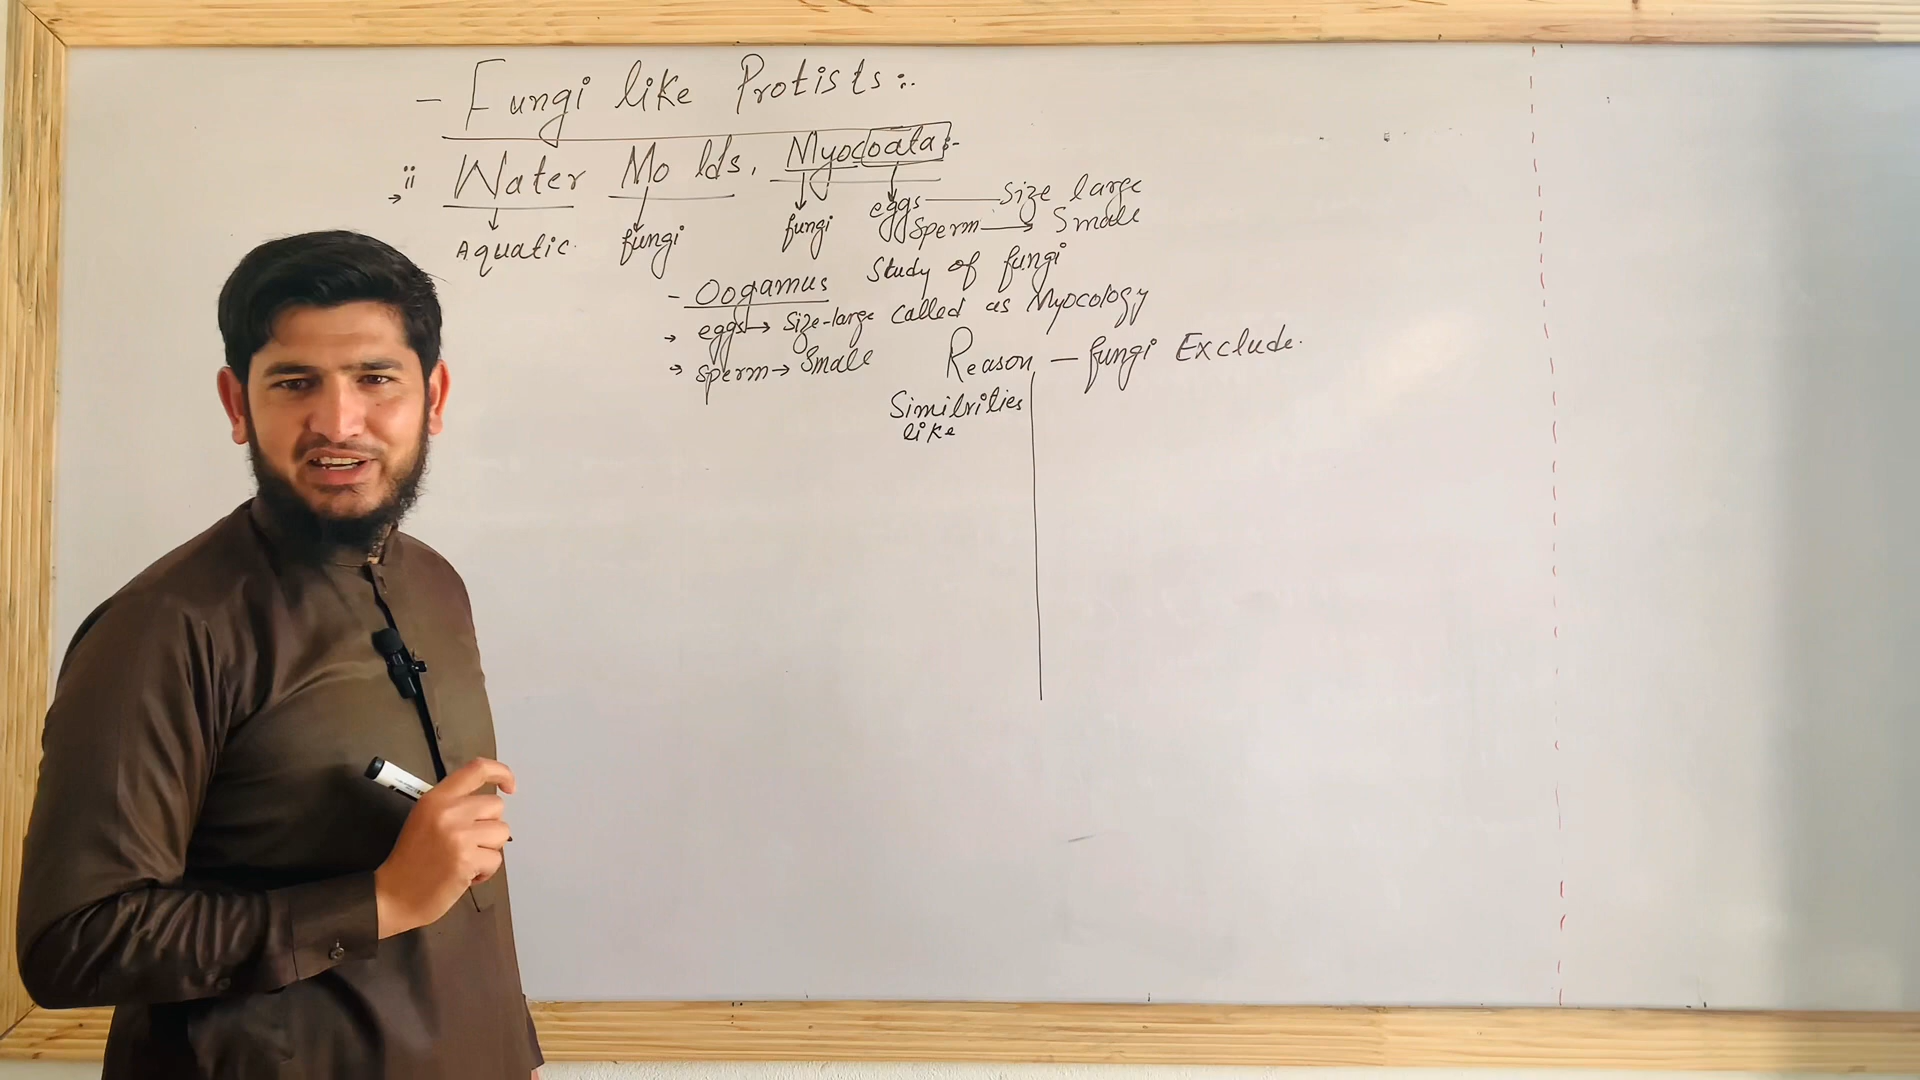 - Fungi like Protists:.
ii Water Molds, Myocoata:-
→ Aquatic. fungi fungi eggs — Size large
Sperm → Small
- Oogamus
→ eggs → Size-large
→ Sperm → Small
Study of fungi
Called as Myocology
Reason — fungi Exclude.
Similrities
like